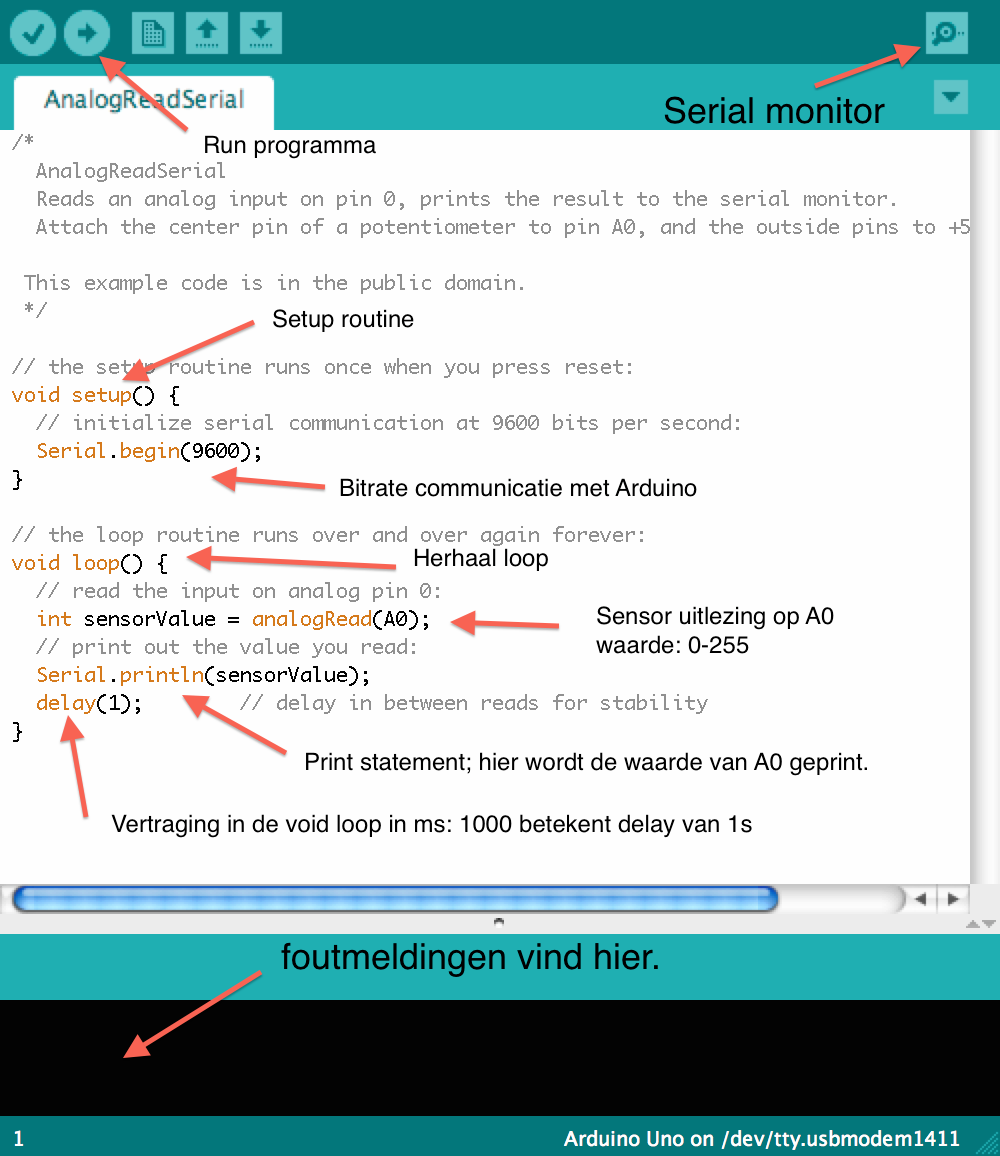 AnalogReadSerial
Serial monitor
Run programma
/*
AnalogReadSerial
Reads an analog input on pin 0, prints the result to the serial monitor.
Attach the center pin of a potentiometer to pin A0, and the outside pins to +5
This example code is in the public domain.
*/
Setup routine
// the setup routine runs once when you press reset:
void setup() {
// initialize serial communication at 9600 bits per second:
Serial.begin(9600);
}
Bitrate communicatie met Arduino
// the loop routine runs over and over again forever:
void loop() {
Herhaal loop
// read the input on analog pin 0:
int sensorValue = analogRead(A0);
Sensor uitlezing op A0
waarde: 0-255
// print out the value you read:
Serial.println(sensorValue);
delay(1); // delay in between reads for stability
}
Print statement; hier wordt de waarde van A0 geprint.
Vertraging in de void loop in ms: 1000 betekent delay van 1s
foutmeldingen vind hier.
1
Arduino Uno on /dev/tty.usbmodem1411